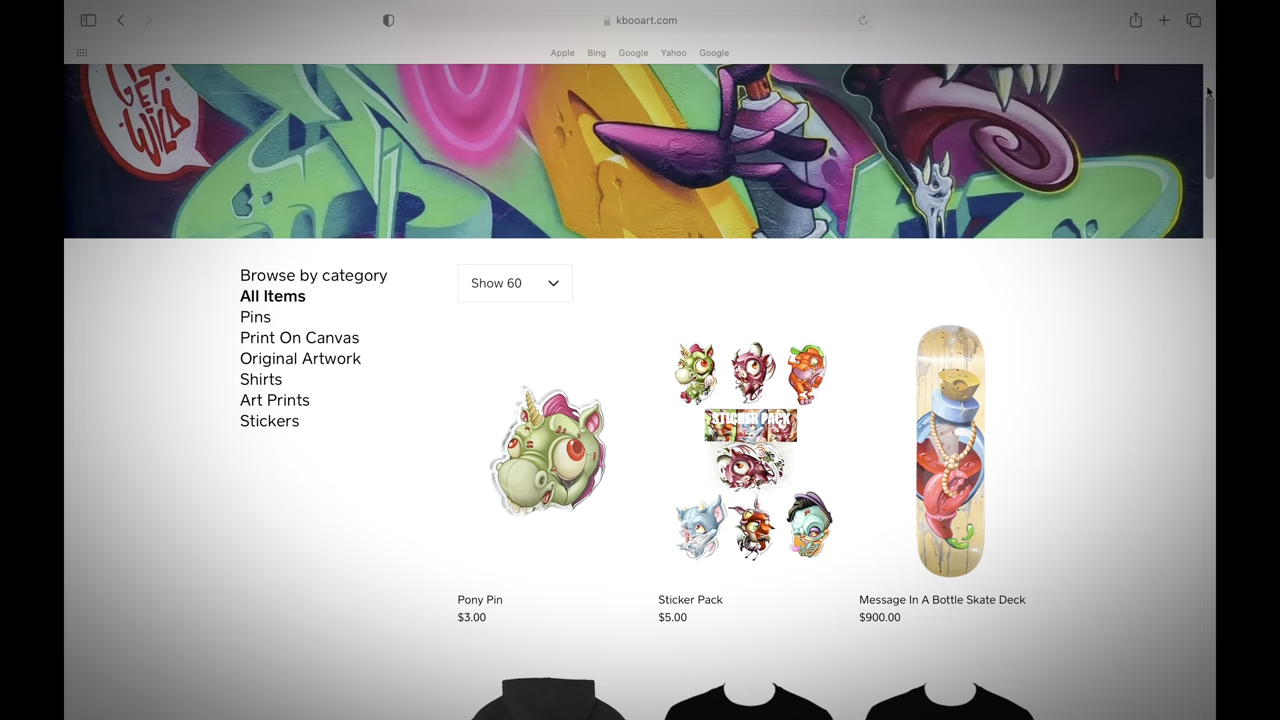 kbooart.com
Apple Bing Google Yahoo Google
GET
WILD
Browse by category
All Items
Pins
Print On Canvas
Original Artwork
Shirts
Art Prints
Stickers
Show 60
STICKER PACK
Pony Pin
$3.00
Sticker Pack
$5.00
Message In A Bottle Skate Deck
$900.00